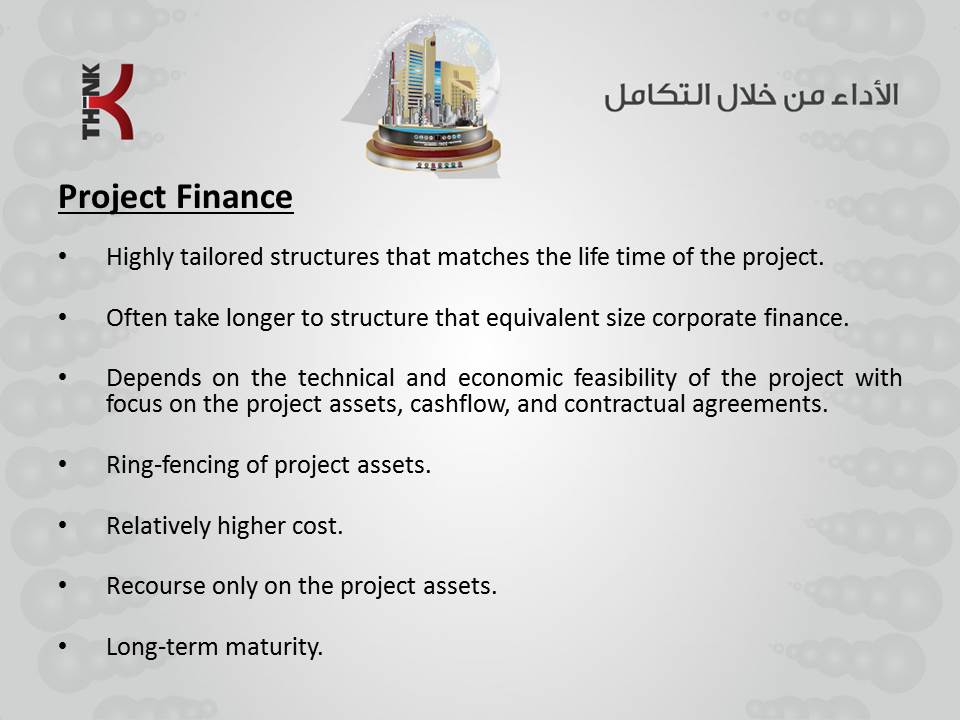 THINK
الأداء من خلال التكامل
Project Finance
• Highly tailored structures that matches the life time of the project.
• Often take longer to structure that equivalent size corporate finance.
• Depends on the technical and economic feasibility of the project with
focus on the project assets, cashflow, and contractual agreements.
• Ring-fencing of project assets.
• Relatively higher cost.
• Recourse only on the project assets.
• Long-term maturity.